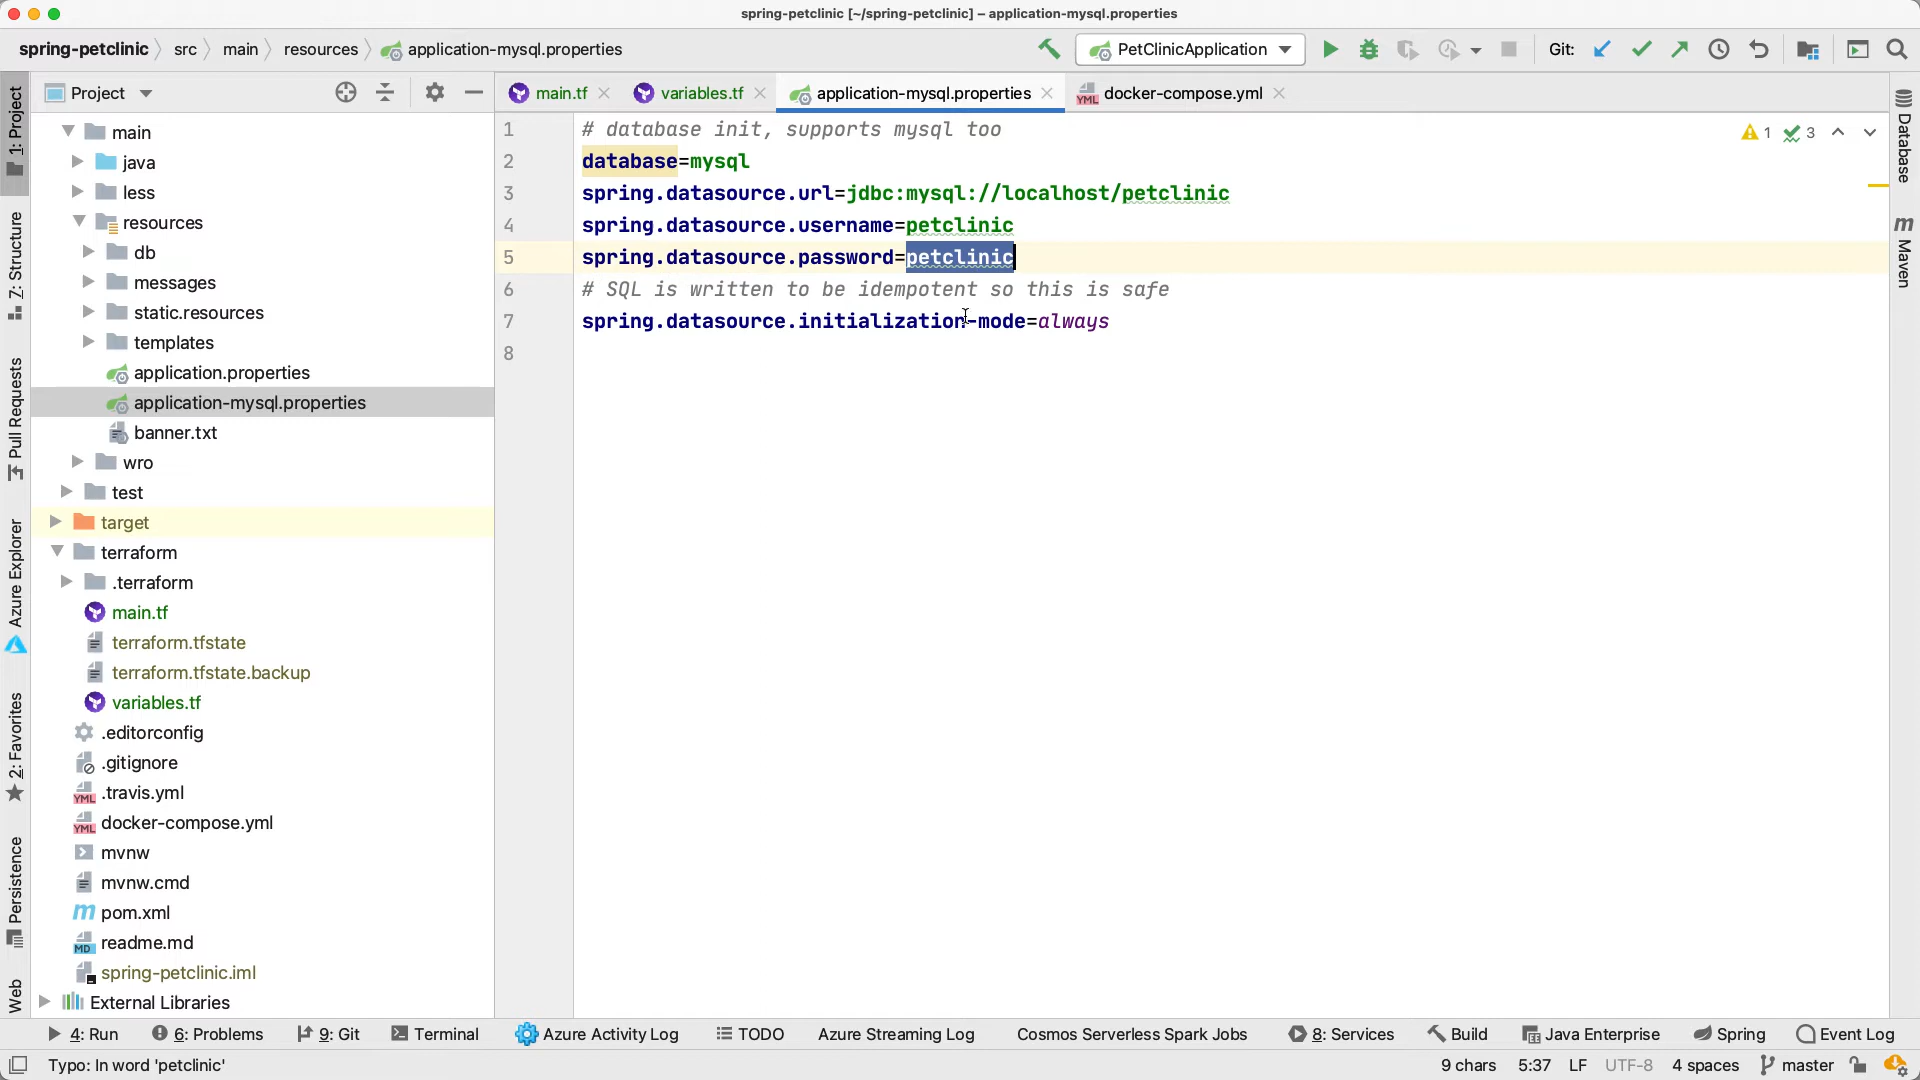 spring-petclinic [~/spring-petclinic] – application-mysql.properties
spring-petclinic src main resources application-mysql.properties
PetClinicApplication
Git:
1: Project
Z: Structure
Pull Requests
Azure Explorer
2: Favorites
Persistence
Web
Project
main
java
less
resources
db
messages
static.resources
templates
application.properties
application-mysql.properties
banner.txt
wro
test
target
terraform
.terraform
main.tf
terraform.tfstate
terraform.tfstate.backup
variables.tf
.editorconfig
.gitignore
YML .travis.yml
YML docker-compose.yml
mvnw
mvnw.cmd
m pom.xml
MD readme.md
spring-petclinic.iml
External Libraries
main.tf variables.tf application-mysql.properties YML docker-compose.yml
1 # database init, supports mysql too
2 database=mysql
3 spring.datasource.url=jdbc:mysql://localhost/petclinic
4 spring.datasource.username=petclinic
5 spring.datasource.password=petclinic
6 # SQL is written to be idempotent so this is safe
7 spring.datasource.initialization-mode=always
8
1 3
Database
m Maven
4: Run 6: Problems 9: Git Terminal Azure Activity Log TODO Azure Streaming Log Cosmos Serverless Spark Jobs 8: Services Build Java Enterprise Spring Event Log
Typo: In word 'petclinic' 9 chars 5:37 LF UTF-8 4 spaces master